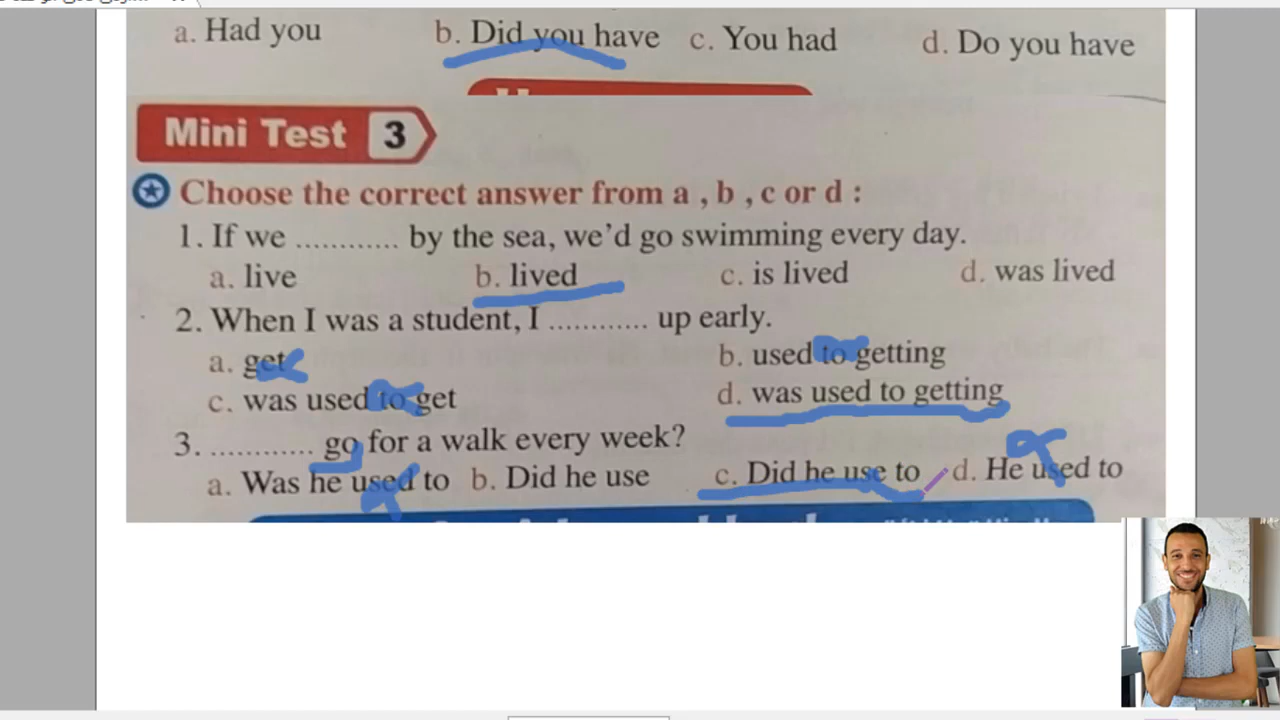 a. Had you b. Did you have c. You had d. Do you have
Mini Test 3
Choose the correct answer from a , b , c or d :
1. If we ............ by the sea, we'd go swimming every day.
a. live b. lived c. is lived d. was lived
2. When I was a student, I ............ up early.
a. get b. used to getting
c. was used to get d. was used to getting
3. ............ go for a walk every week?
a. Was he used to b. Did he use c. Did he use to d. He used to